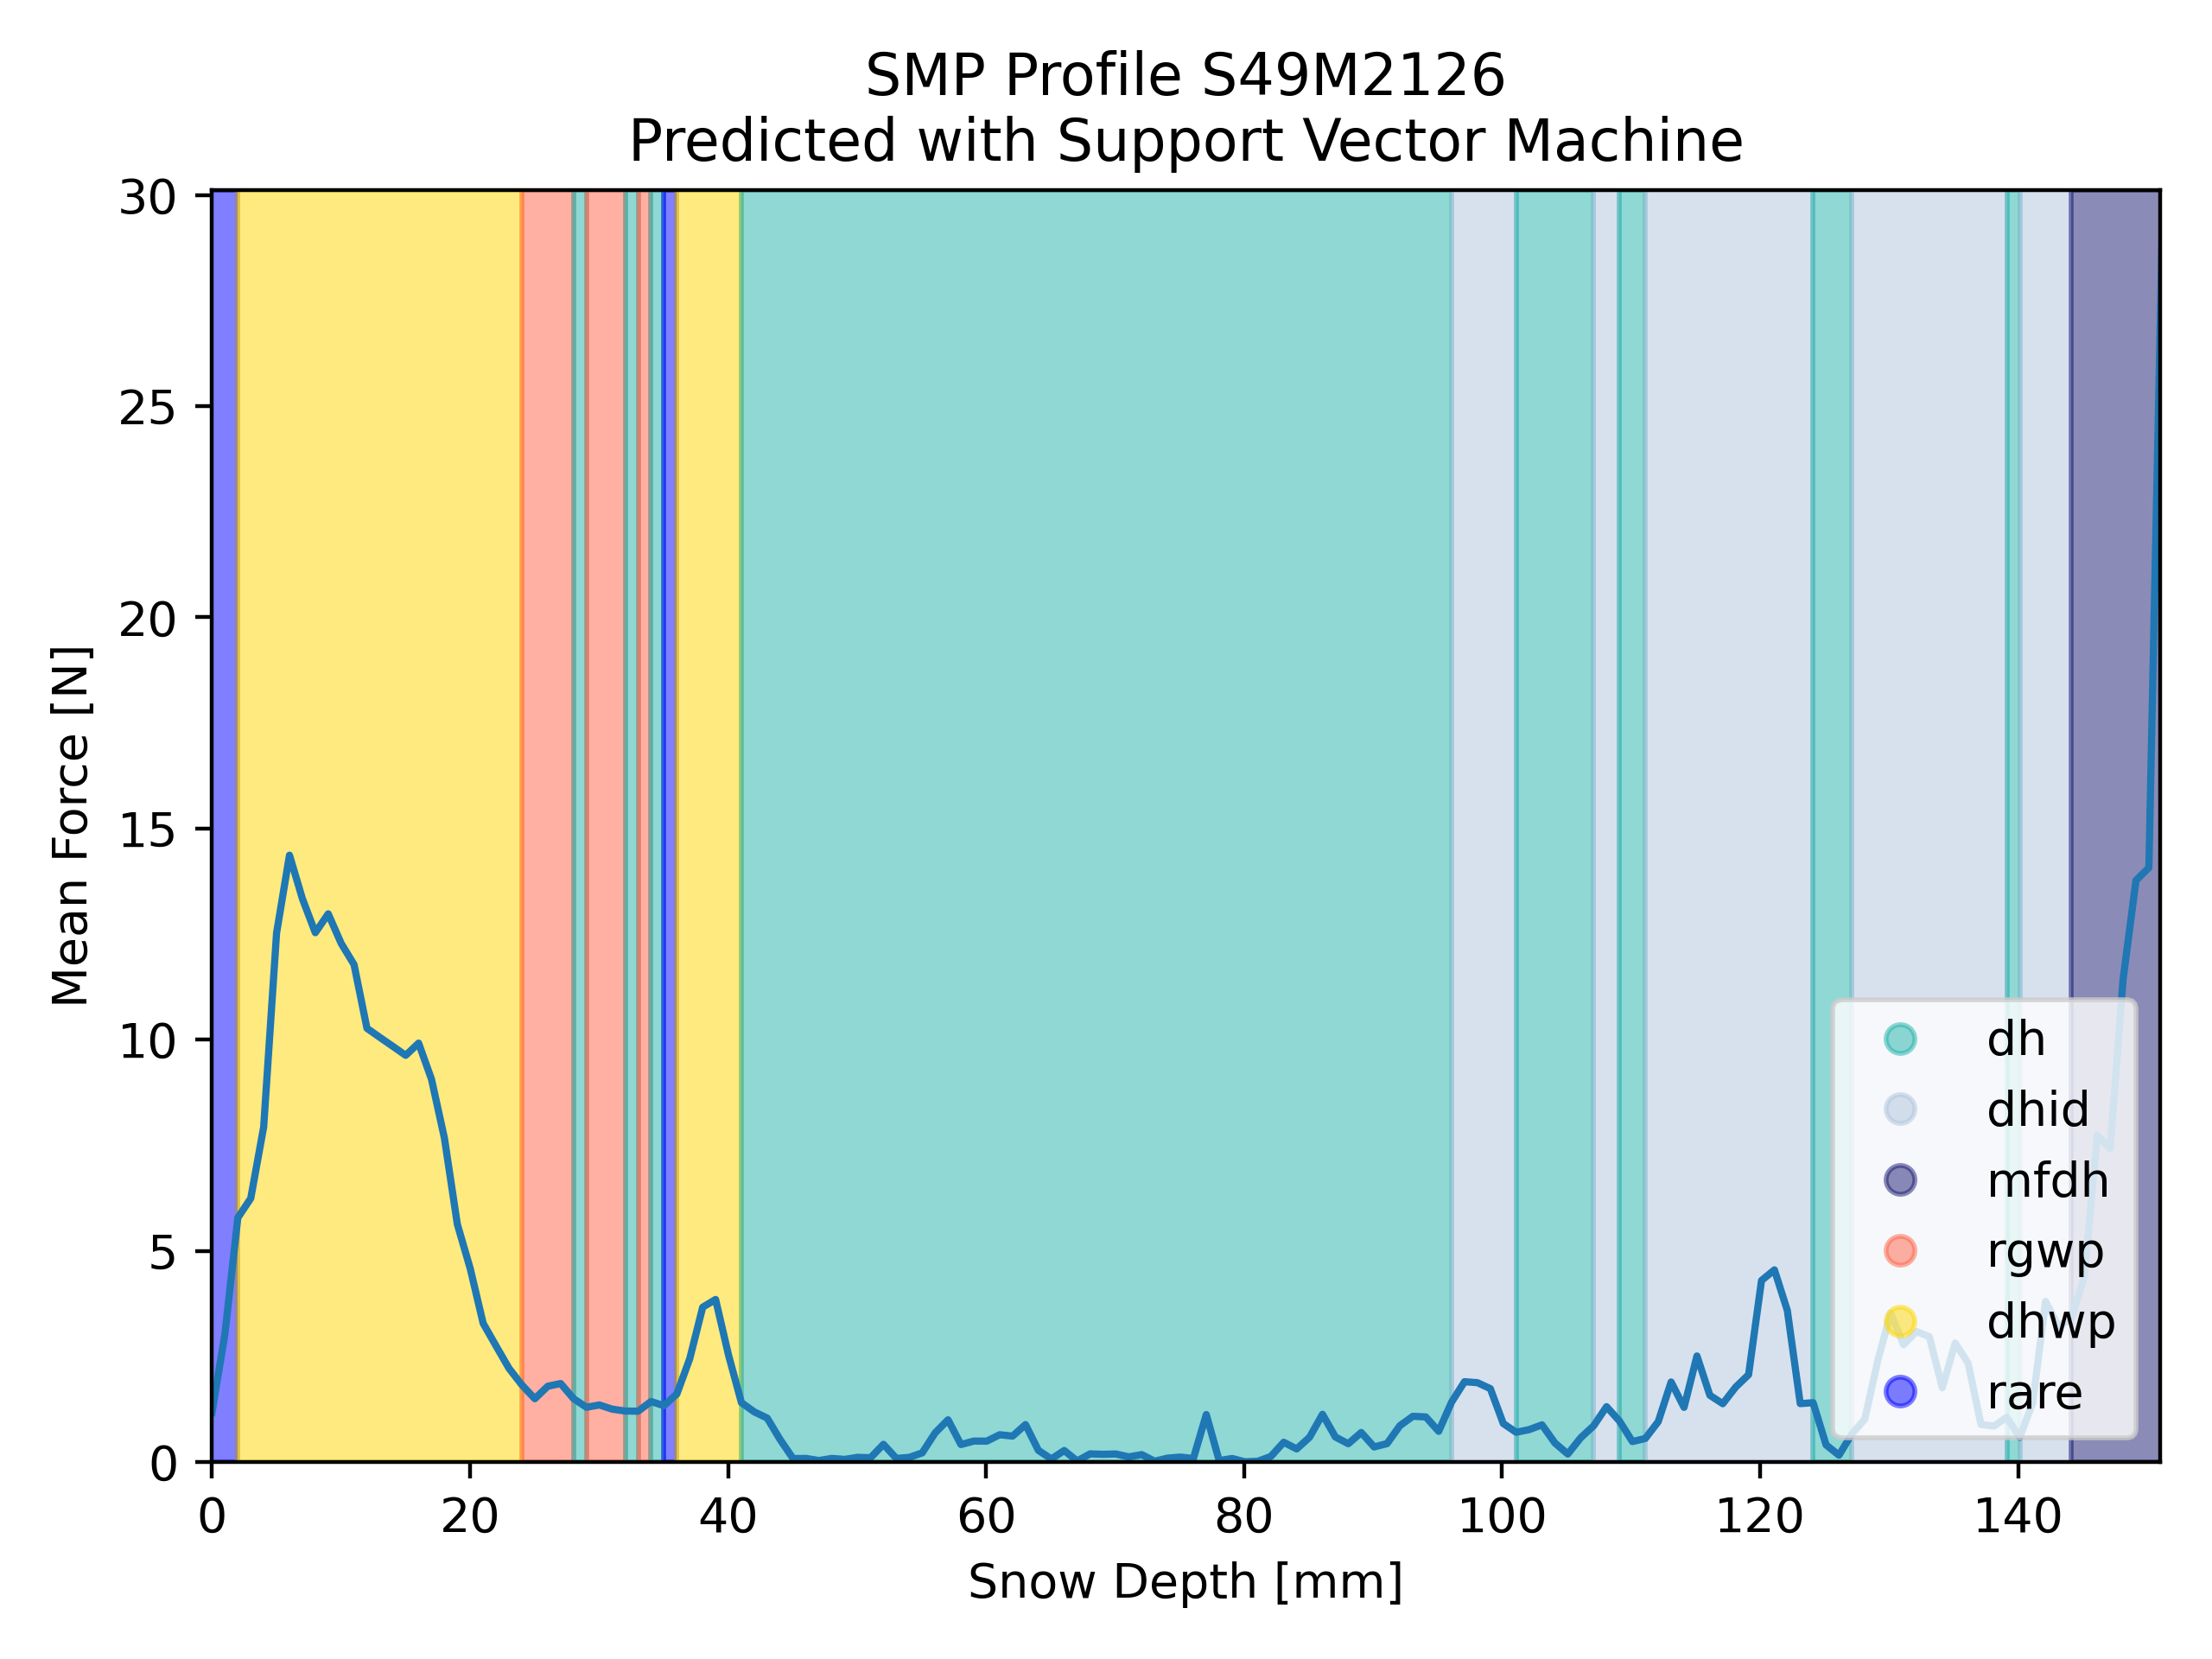 SMP Profile S49M2126
Predicted with Support Vector Machine
Mean Force [N]
30
25
20
15
10
5
0
dh
dhid
mfdh
rgwp
dhwp
rare
0 20 40 60 80 100 120 140
Snow Depth [mm]